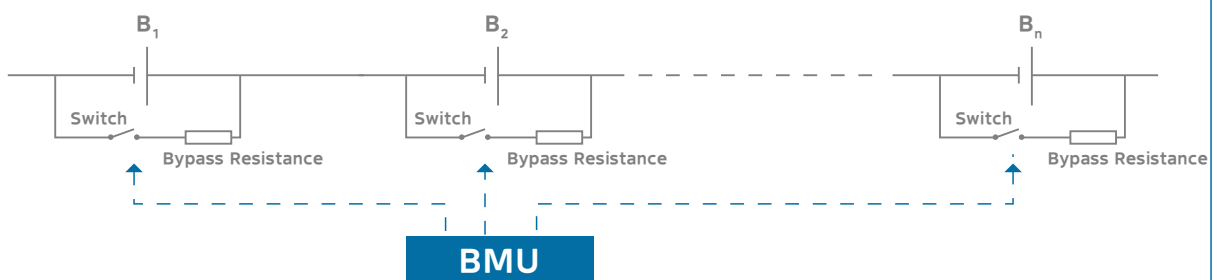 B₁ B₂ Bₙ
Switch Switch Switch
Bypass Resistance Bypass Resistance Bypass Resistance
BMU